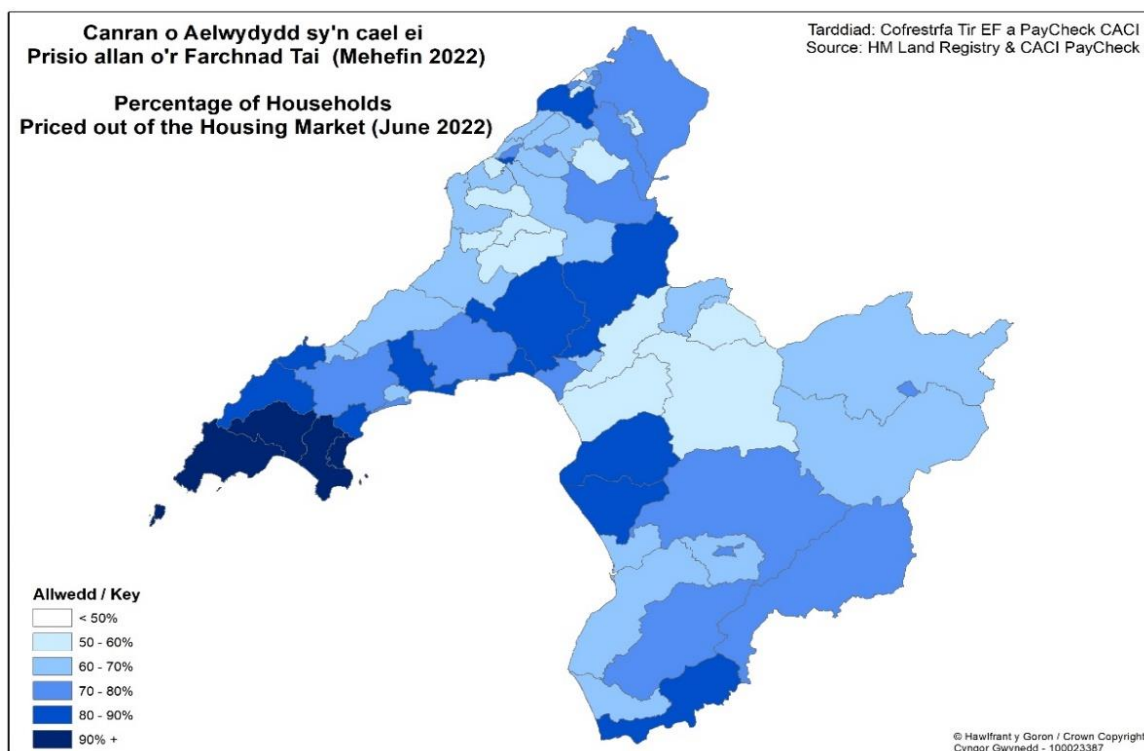 Canran o Aelwydydd sy'n cael ei
Prisio allan o'r Farchnad Tai (Mehefin 2022)
Percentage of Households
Priced out of the Housing Market (June 2022)
Tarddiad: Cofrestrfa Tir EF a PayCheck CACI
Source: HM Land Registry & CACI PayCheck
Allwedd / Key
< 50%
50 - 60%
60 - 70%
70 - 80%
80 - 90%
90% +
© Hawlfraint y Goron / Crown Copyright
Cyngor Gwynedd - 100023387